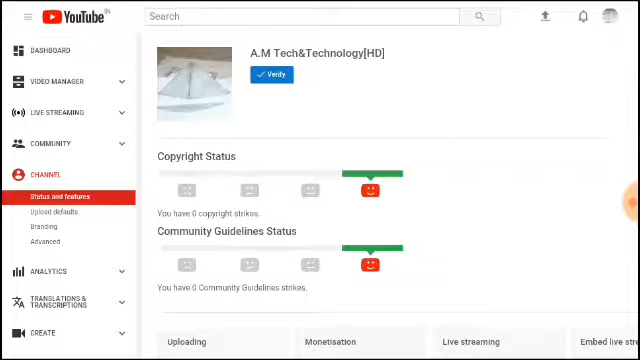 YouTube IN
Search
DASHBOARD
VIDEO MANAGER
LIVE STREAMING
COMMUNITY
CHANNEL
Status and features
Upload defaults
Branding
Advanced
ANALYTICS
TRANSLATIONS &
TRANSCRIPTIONS
CREATE
A.M Tech&Technology[HD]
Verify
Copyright Status
You have 0 copyright strikes.
Community Guidelines Status
You have 0 Community Guidelines strikes.
Uploading
Monetisation
Live streaming
Embed live stre